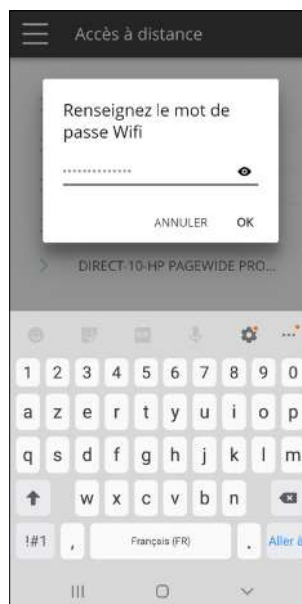 Accès à distance
Renseignez le mot de
passe Wifi
··············
ANNULER OK
DIRECT-10-HP PAGEWIDE PRO...
1 2 3 4 5 6 7 8 9 0
a z e r t y u i o p
q s d f g h j k l m
w x c v b n
!#1 , Français (FR) . Aller à